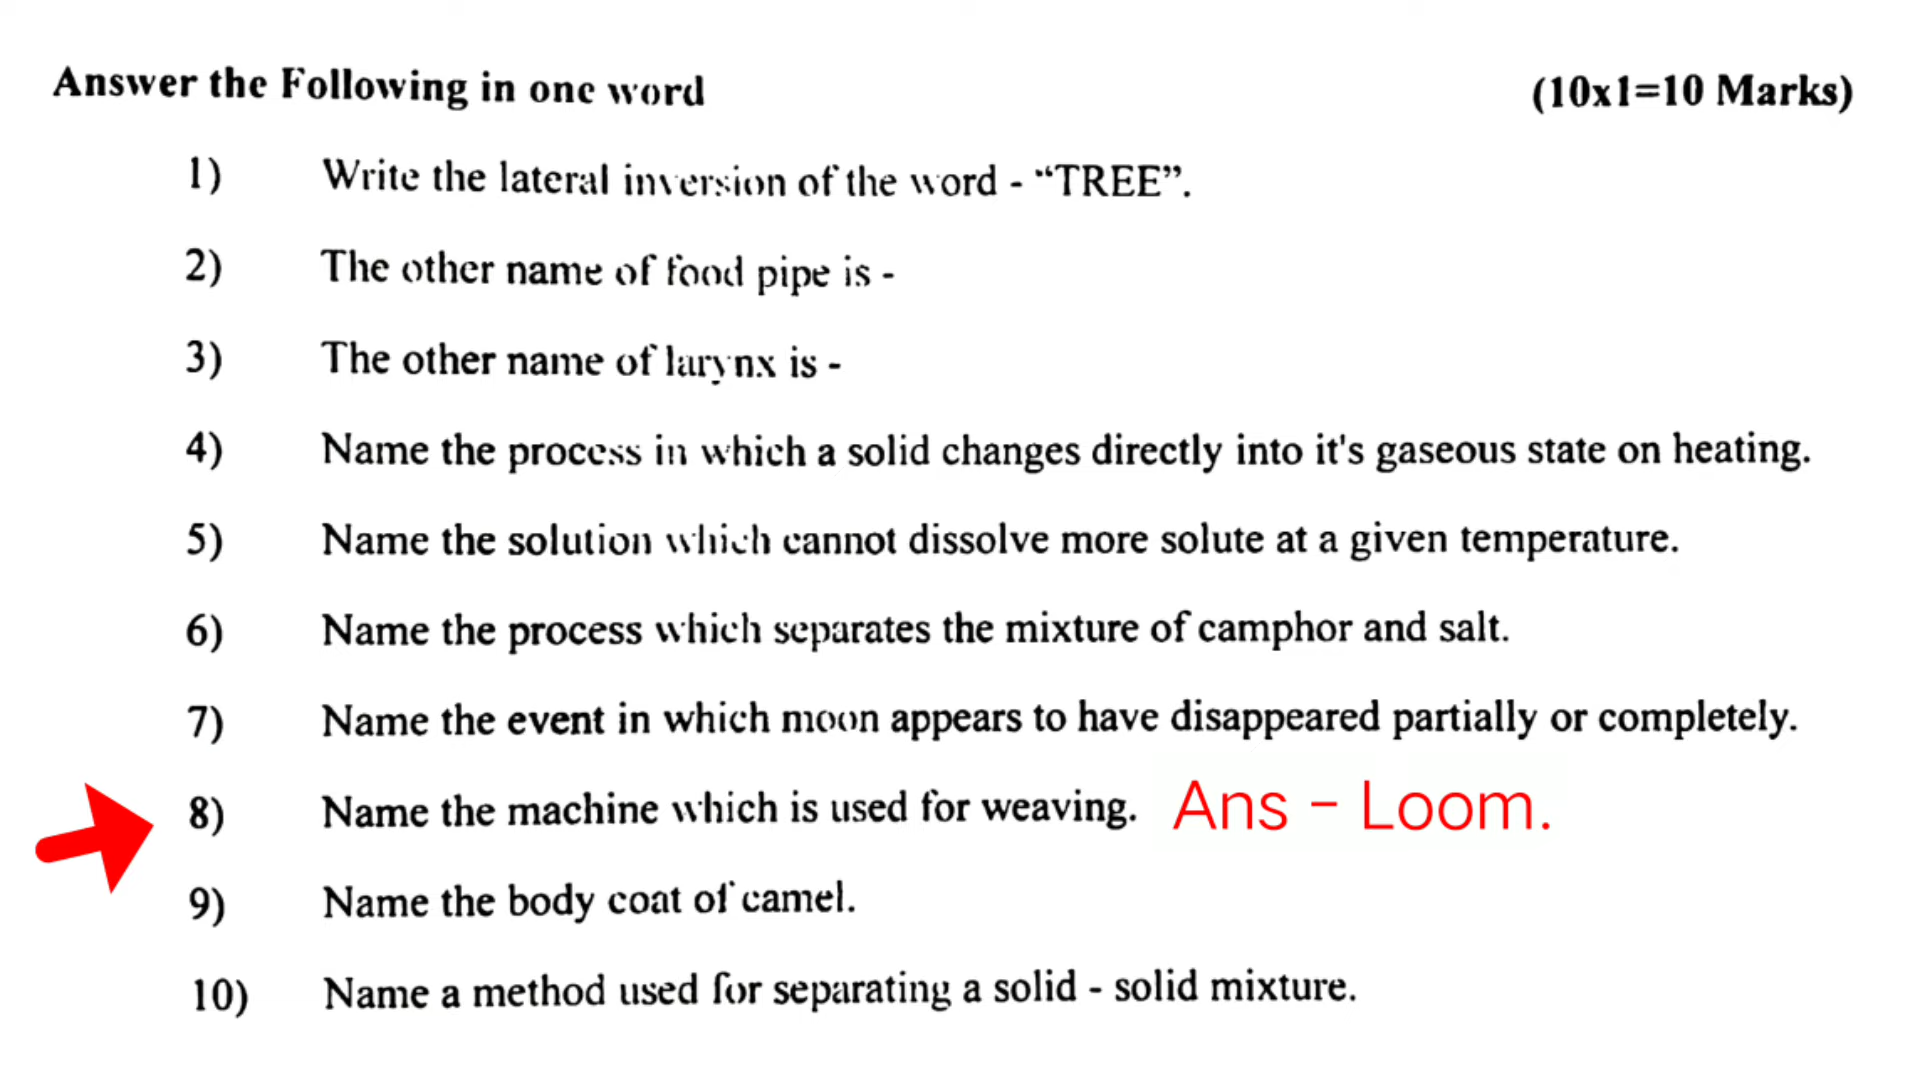 Answer the Following in one word (10x1=10 Marks)
1) Write the lateral inversion of the word - “TREE”.
2) The other name of food pipe is -
3) The other name of larynx is -
4) Name the process in which a solid changes directly into it's gaseous state on heating.
5) Name the solution which cannot dissolve more solute at a given temperature.
6) Name the process which separates the mixture of camphor and salt.
7) Name the event in which moon appears to have disappeared partially or completely.
8) Name the machine which is used for weaving. Ans - Loom.
9) Name the body coat of camel.
10) Name a method used for separating a solid - solid mixture.